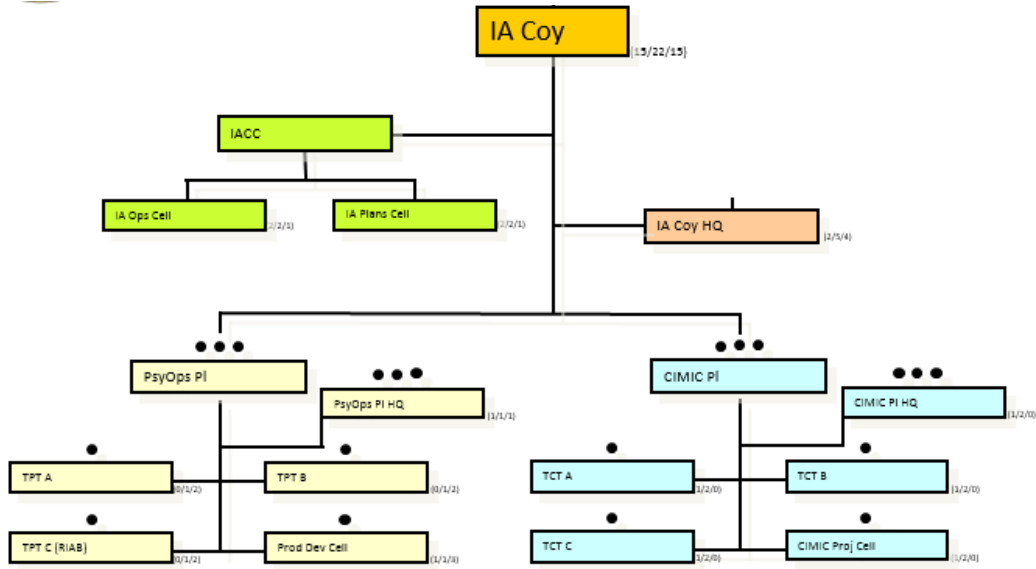 IA Coy
(15/22/15)
IACC
IA Ops Cell
(2/2/1)
IA Plans Cell
(2/2/1)
IA Coy HQ
(2/5/4)
PsyOps Pl
PsyOps Pl HQ
(1/1/1)
CIMIC Pl
CIMIC Pl HQ
(1/2/0)
TPT A
(0/1/2)
TPT B
(0/1/2)
TCT A
(1/2/0)
TCT B
(1/2/0)
TPT C (RIAB)
(0/1/2)
Prod Dev Cell
(1/1/3)
TCT C
(1/2/0)
CIMIC Proj Cell
(1/2/0)